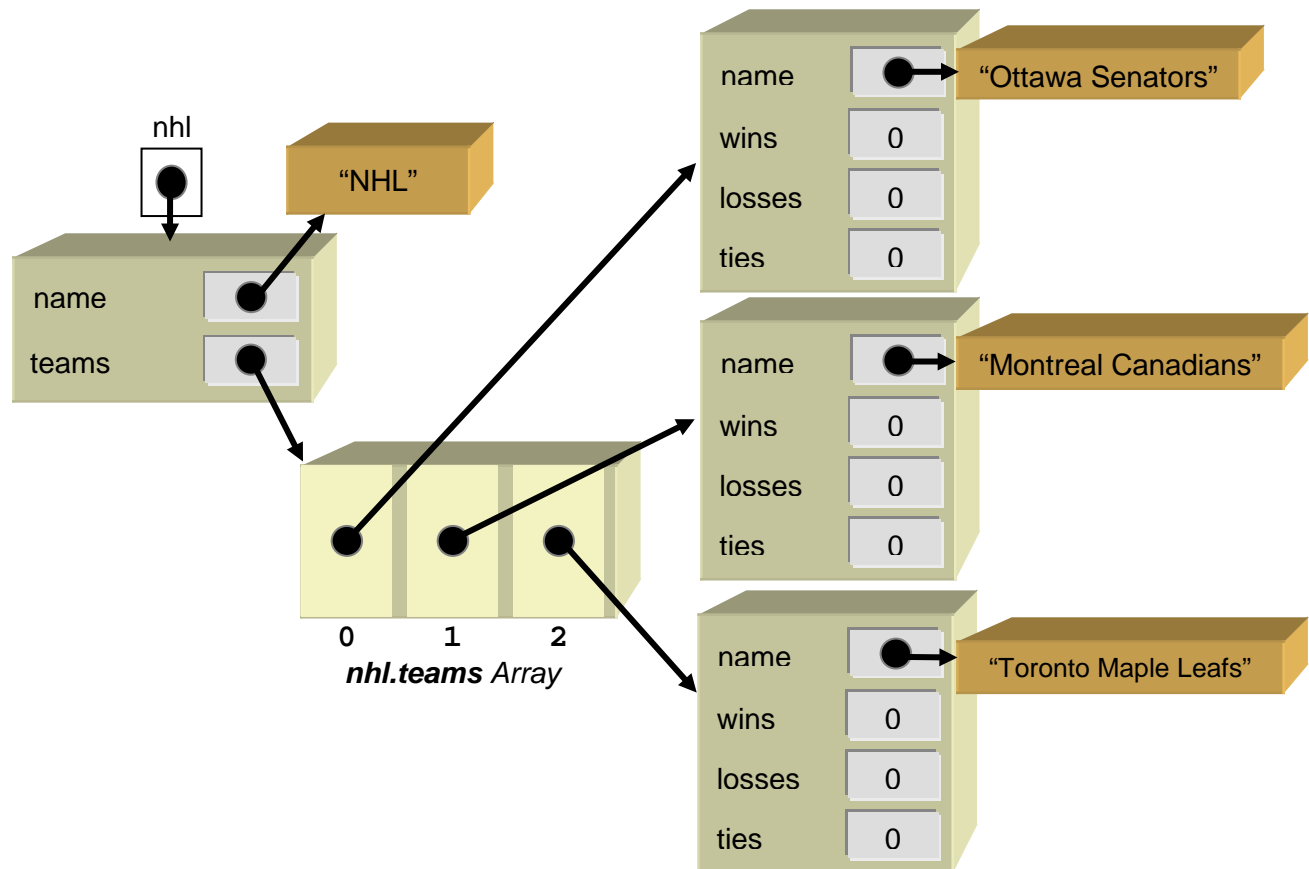 nhl
“NHL”
name
teams
0 1 2
nhl.teams Array
name “Ottawa Senators”
wins 0
losses 0
ties 0
name “Montreal Canadians”
wins 0
losses 0
ties 0
name “Toronto Maple Leafs”
wins 0
losses 0
ties 0